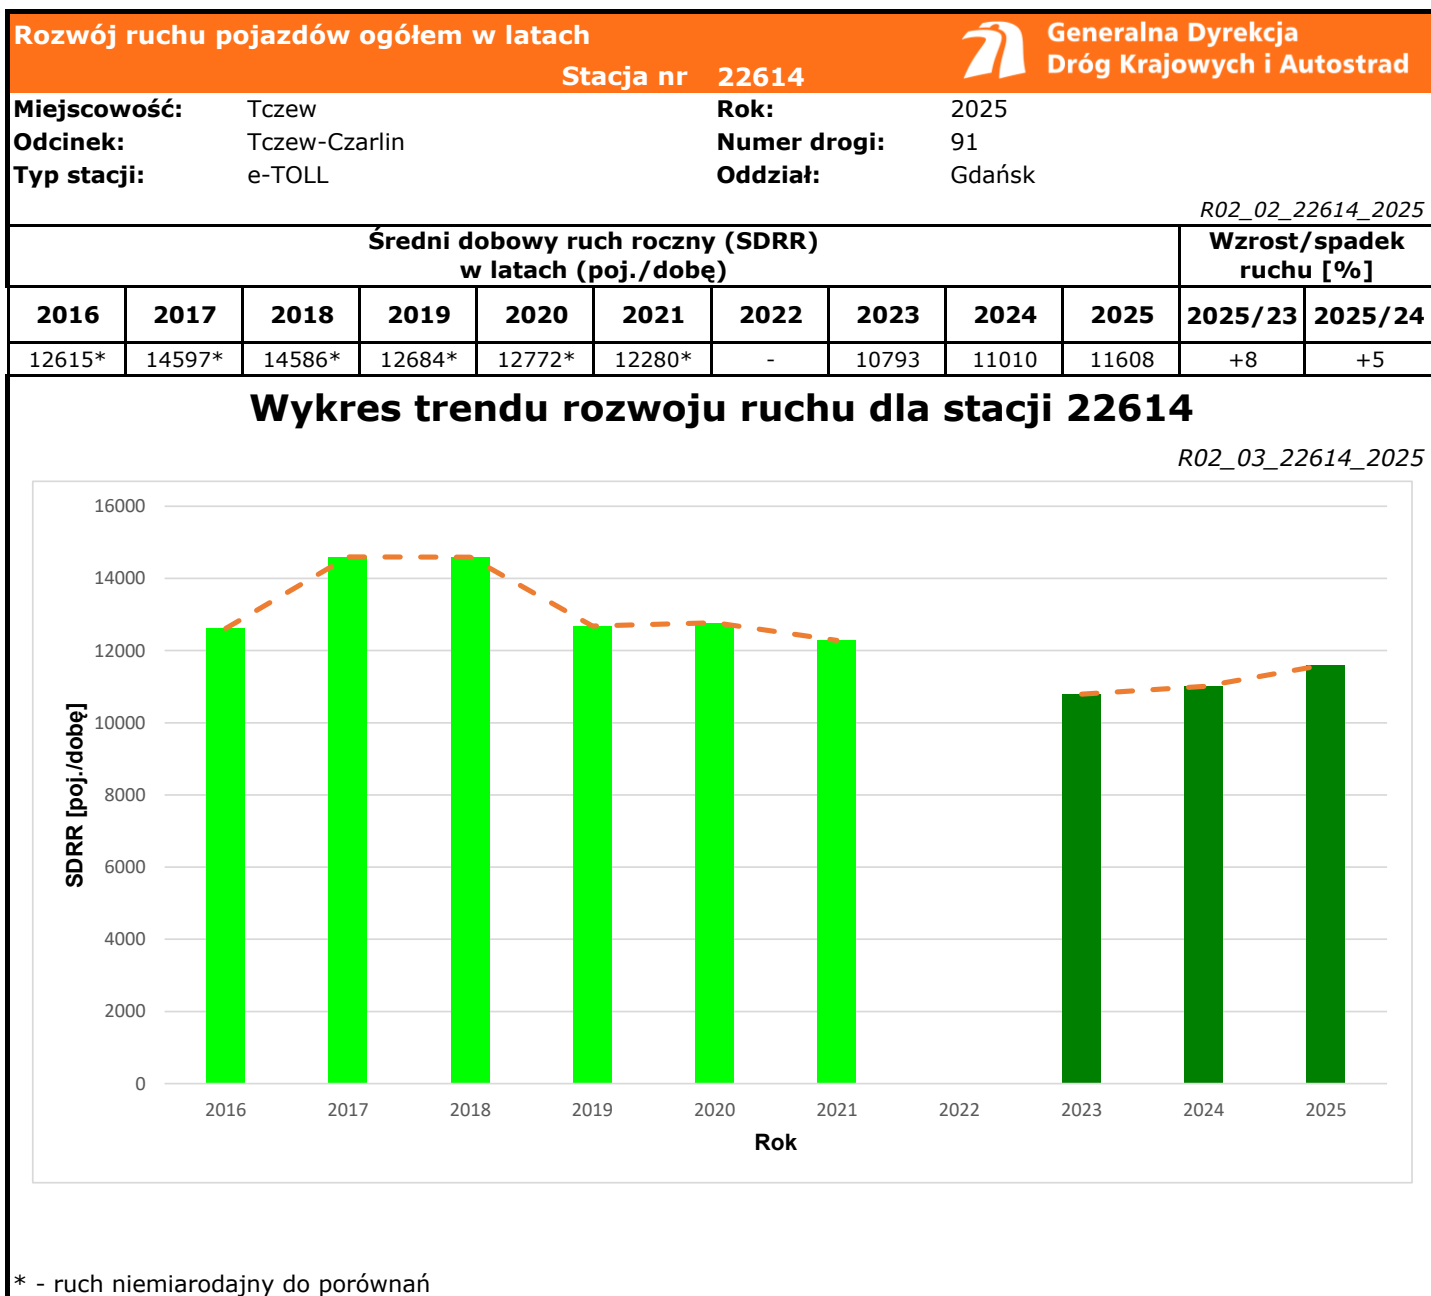 Rozwój ruchu pojazdów ogółem w latach
Generalna Dyrekcja
Dróg Krajowych i Autostrad
Stacja nr 22614
Miejscowość: Tczew Rok: 2025
Odcinek: Tczew-Czarlin Numer drogi: 91
Typ stacji: e-TOLL Oddział: Gdańsk
R02_02_22614_2025
Średni dobowy ruch roczny (SDRR)
w latach (poj./dobę)
Wzrost/spadek
ruchu [%]
2016 2017 2018 2019 2020 2021 2022 2023 2024 2025 2025/23 2025/24
12615* 14597* 14586* 12684* 12772* 12280* - 10793 11010 11608 +8 +5
Wykres trendu rozwoju ruchu dla stacji 22614
R02_03_22614_2025
16000
14000
12000
10000
8000
6000
4000
2000
0
SDRR [poj./dobę]
2016 2017 2018 2019 2020 2021 2022 2023 2024 2025
Rok
* - ruch niemiarodajny do porównań